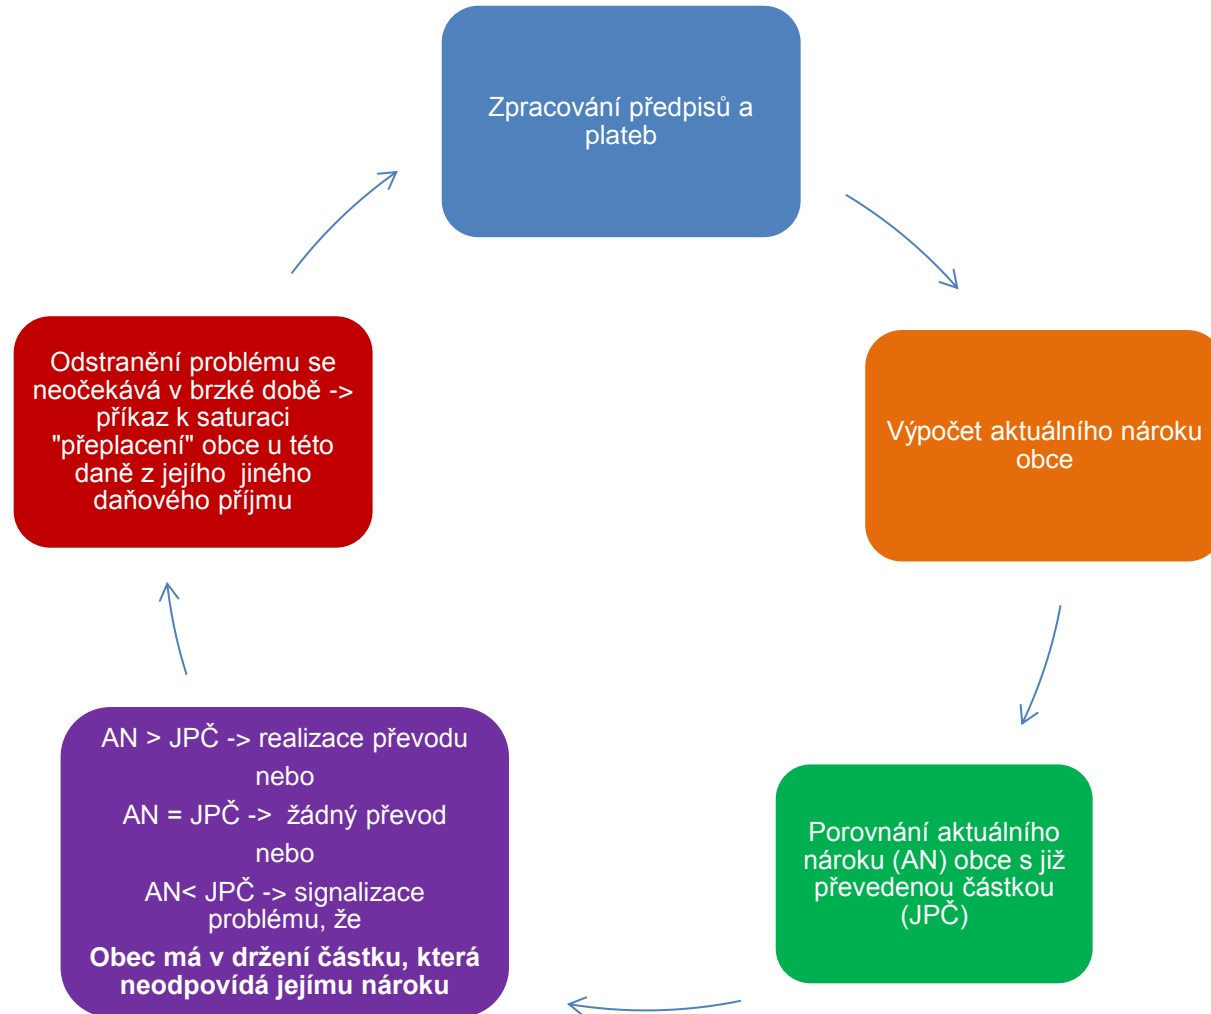 Zpracování předpisů a
plateb
Výpočet aktuálního nároku
obce
Porovnání aktuálního
nároku (AN) obce s již
převedenou částkou
(JPČ)
AN > JPČ -> realizace převodu
nebo
AN = JPČ ->  žádný převod
nebo
AN< JPČ -> signalizace
problému, že
Obec má v držení částku, která
neodpovídá jejímu nároku
Odstranění problému se
neočekává v brzké době ->
příkaz k saturaci
"přeplacení" obce u této
daně z jejího  jiného
daňového příjmu